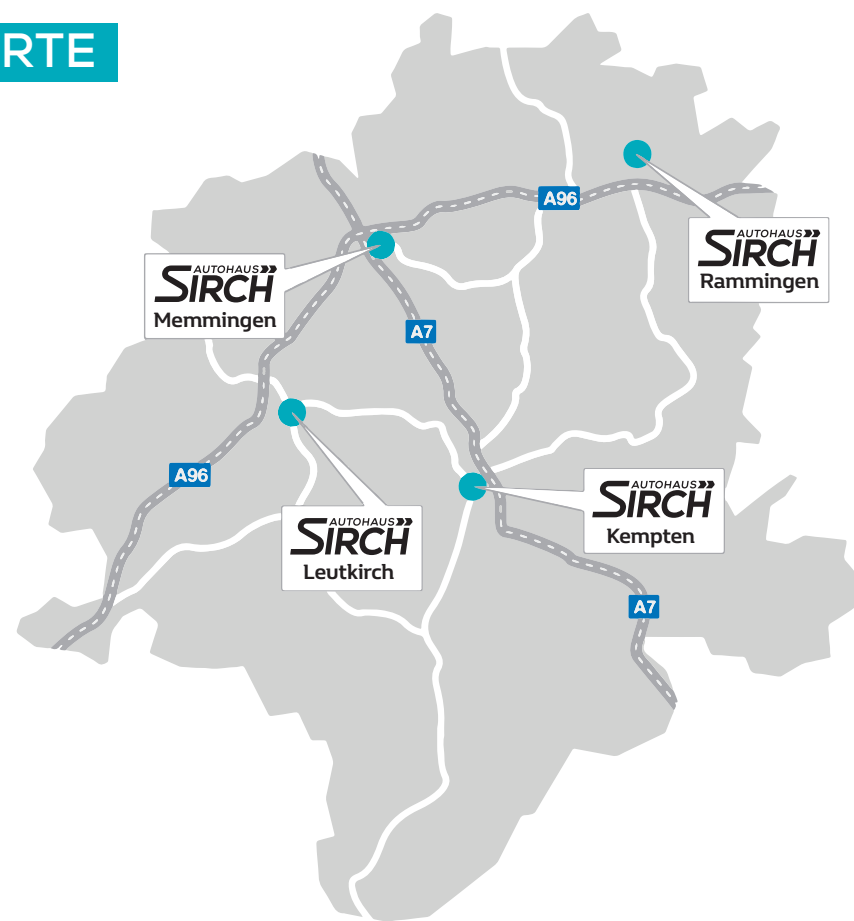 RTE
A96
AUTOHAUS
SIRCH
Rammingen
AUTOHAUS
SIRCH
Memmingen
A7
A96
AUTOHAUS
SIRCH
Kempten
AUTOHAUS
SIRCH
Leutkirch
A7